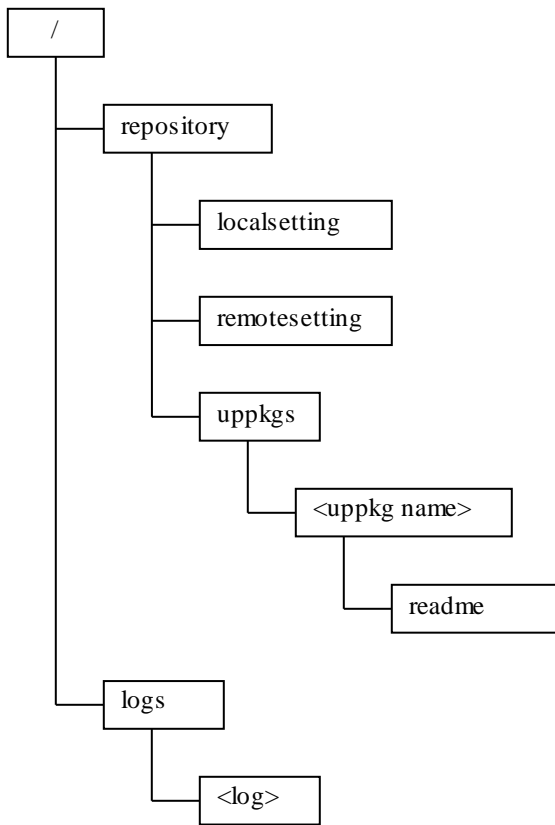 /
repository
localsetting
remotesetting
uppkgs
<uppkg name>
readme
logs
<log>